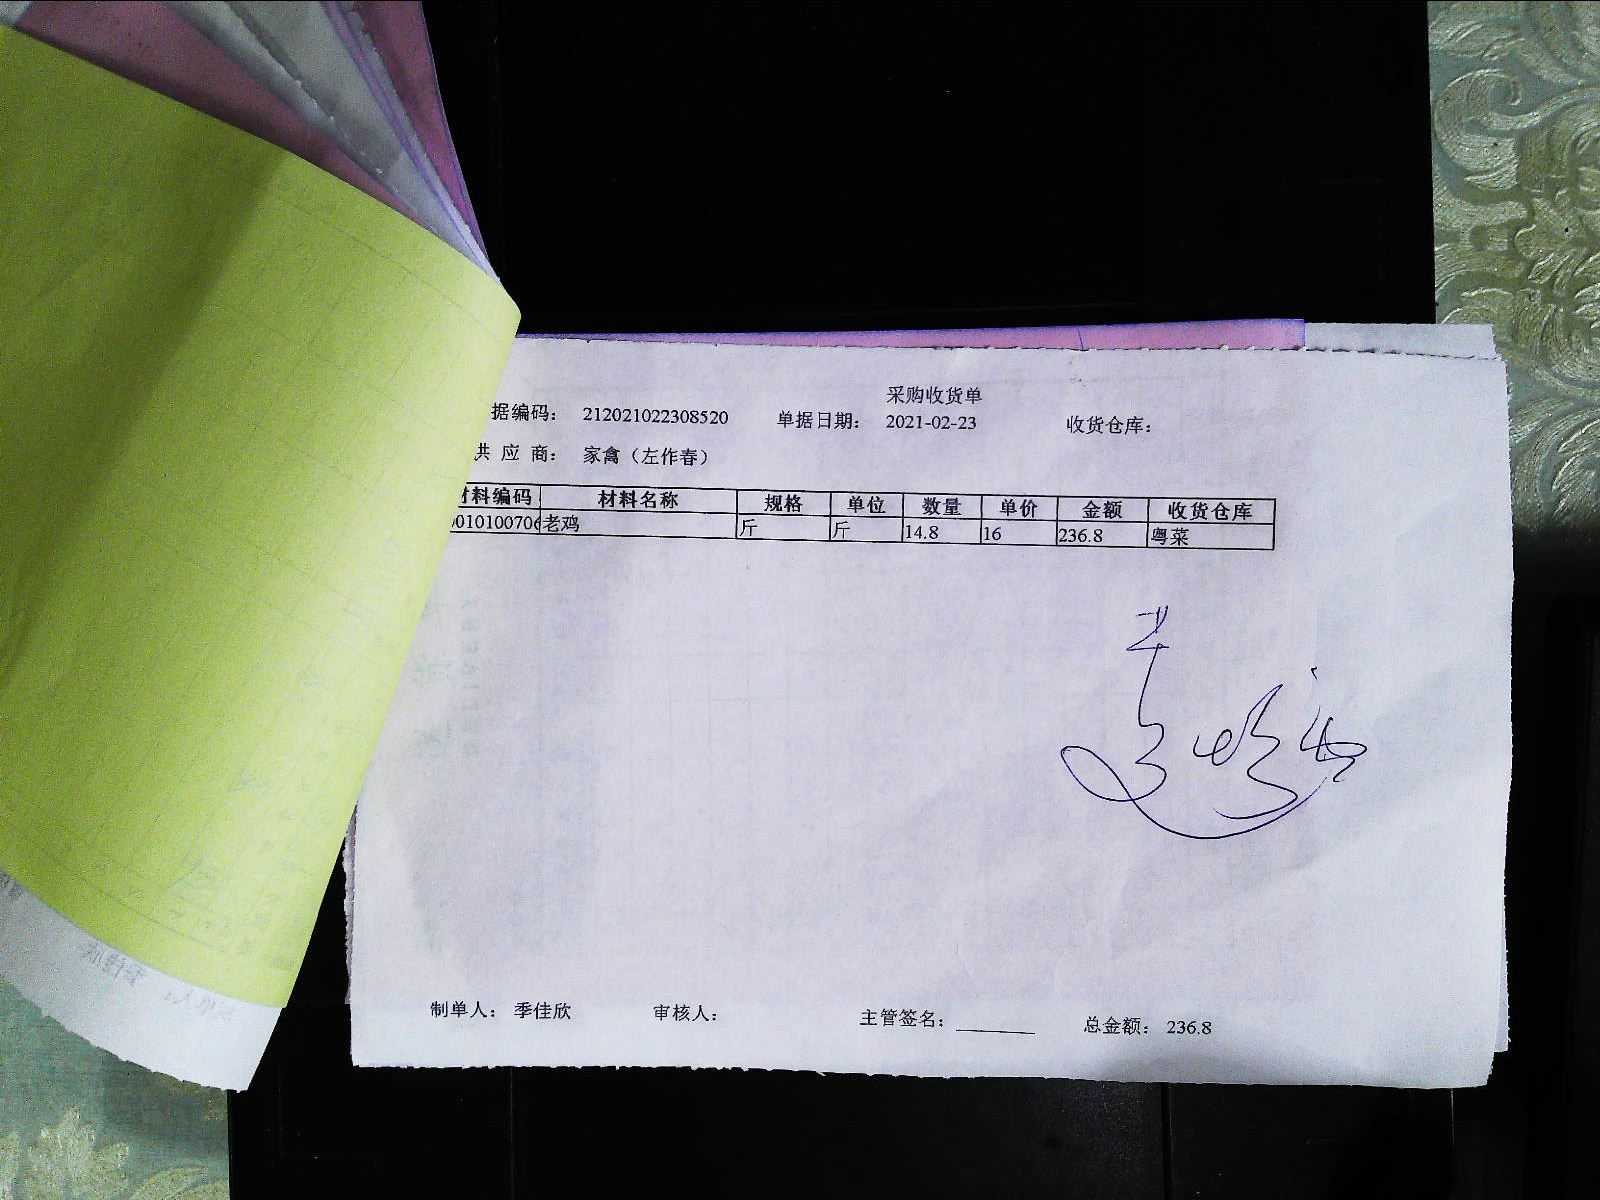 采购收货单
据编码： 212021022308520 单据日期： 2021-02-23 收货仓库：
供 应 商： 家禽（左作春）
材料编码 材料名称 规格 单位 数量 单价 金额 收货仓库
010100706 老鸡 斤 斤 14.8 16 236.8 粤菜
制单人： 季佳欣 审核人： 主管签名： 总金额： 236.8